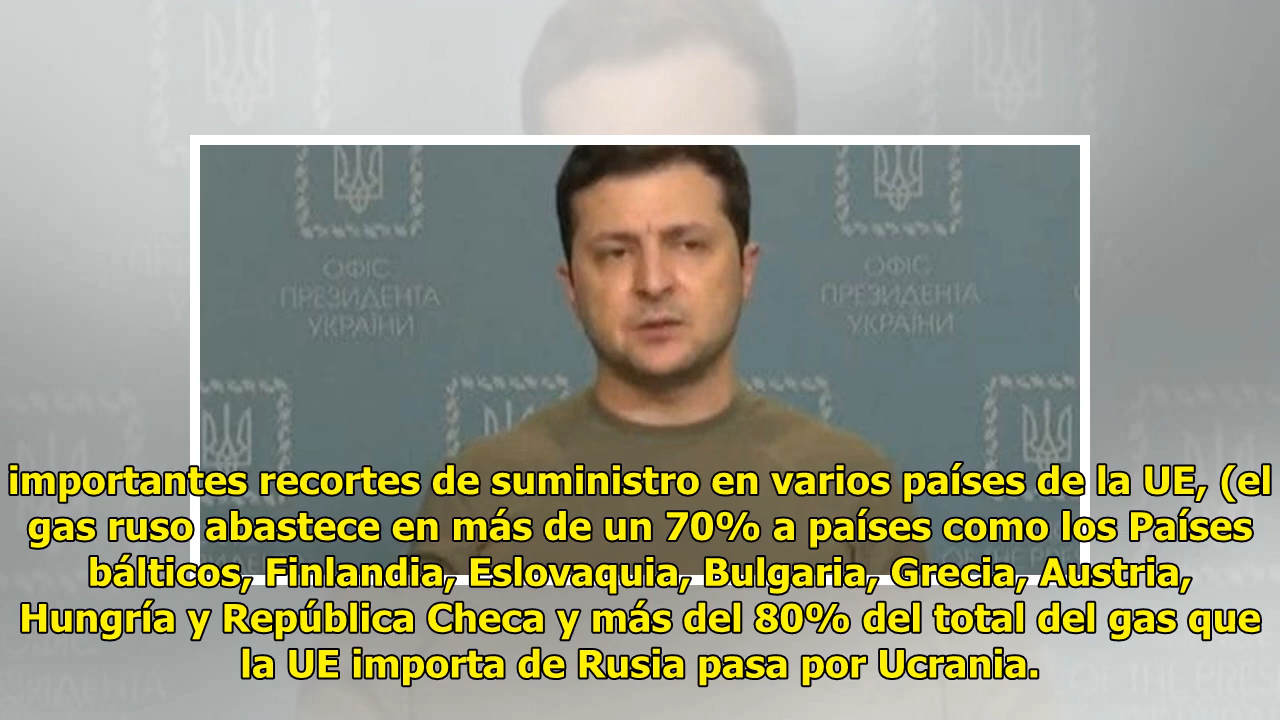 ОФІС
ПРЕЗИДЕНТА
УКРАЇНИ
ОФІС
ПРЕЗИДЕНТА
УКРАЇНИ
importantes recortes de suministro en varios países de la UE, (el
gas ruso abastece en más de un 70% a países como los Países
bálticos, Finlandia, Eslovaquia, Bulgaria, Grecia, Austria,
Hungría y República Checa y más del 80% del total del gas que
la UE importa de Rusia pasa por Ucrania.